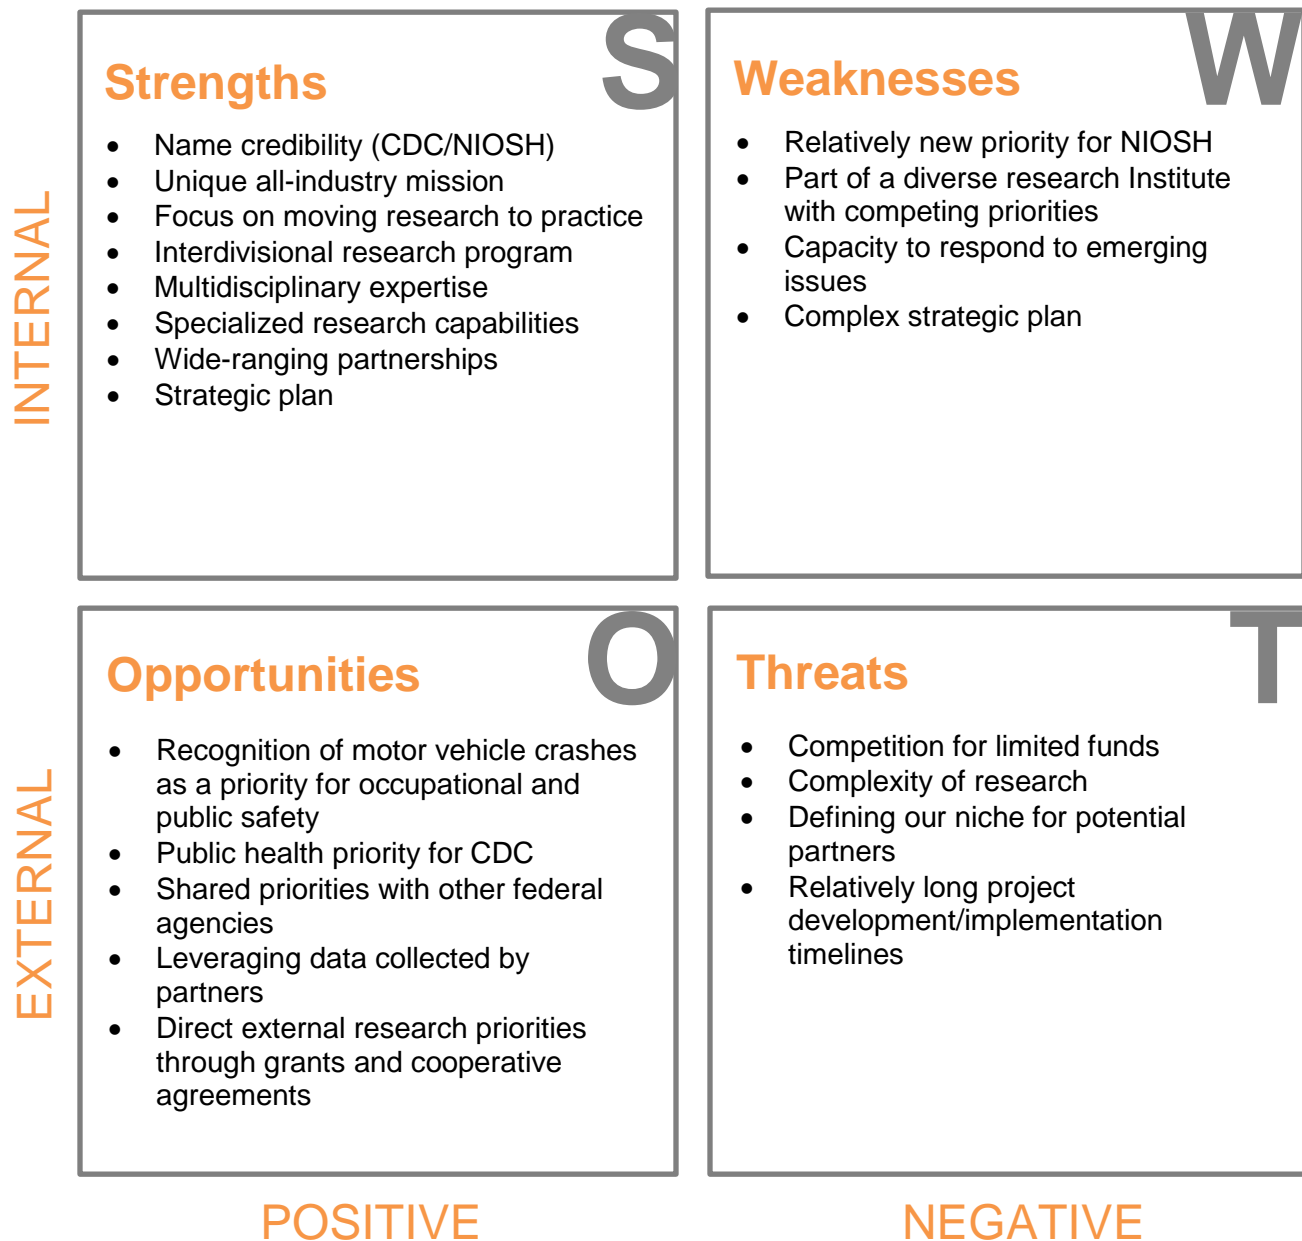 INTERNAL
S
Strengths
• Name credibility (CDC/NIOSH)
• Unique all-industry mission
• Focus on moving research to practice
• Interdivisional research program
• Multidisciplinary expertise
• Specialized research capabilities
• Wide-ranging partnerships
• Strategic plan
W
Weaknesses
• Relatively new priority for NIOSH
• Part of a diverse research Institute
with competing priorities
• Capacity to respond to emerging
issues
• Complex strategic plan
EXTERNAL
O
Opportunities
• Recognition of motor vehicle crashes
as a priority for occupational and
public safety
• Public health priority for CDC
• Shared priorities with other federal
agencies
• Leveraging data collected by
partners
• Direct external research priorities
through grants and cooperative
agreements
T
Threats
• Competition for limited funds
• Complexity of research
• Defining our niche for potential
partners
• Relatively long project
development/implementation
timelines
POSITIVE
NEGATIVE